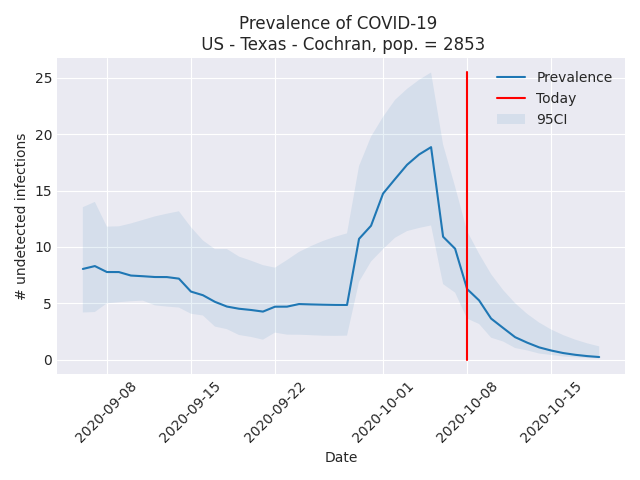 Prevalence of COVID-19
US - Texas - Cochran, pop. = 2853
25
20
15
10
5
0
# undetected infections
Prevalence
Today
95CI
2020-09-08
2020-09-15
2020-09-22
2020-10-01
2020-10-08
2020-10-15
Date